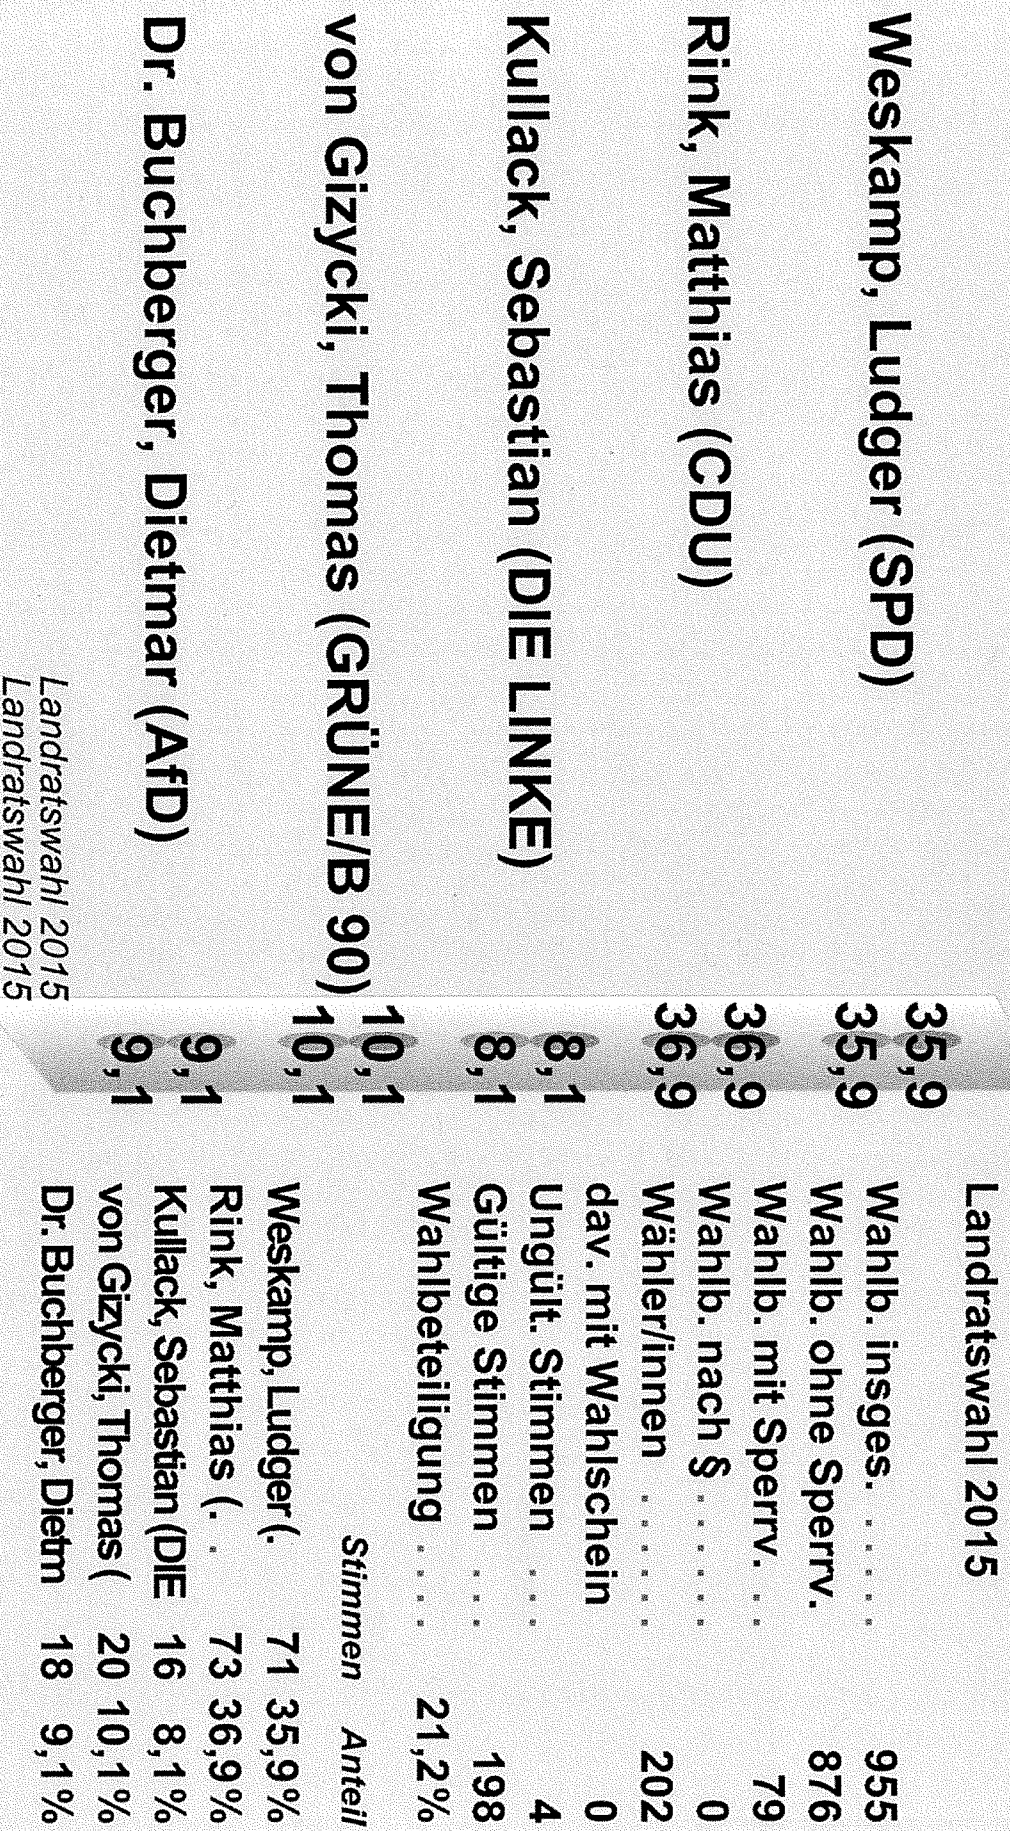 Weskamp, Ludger (SPD)
35,9
35,9
Rink, Matthias (CDU)
36,9
36,9
Kullack, Sebastian (DIE LINKE)
8,1
8,1
von Gizycki, Thomas (GRÜNE/B 90)
10,1
10,1
Dr. Buchberger, Dietmar (AfD)
9,1
9,1
Landratswahl 2015
Landratswahl 2015
Landratswahl 2015
Wahlb. insges. . . . . . 955
Wahlb. ohne Sperrv. 876
Wahlb. mit Sperrv. . . 79
Wahlb. nach § . . . . . . 0
Wähler/innen . . . . . . 202
dav. mit Wahlschein 0
Ungült. Stimmen . . . 4
Gültige Stimmen . . . 198
Wahlbeteiligung . . . . 21,2%
Stimmen Anteil
Weskamp, Ludger (. 71 35,9%
Rink, Matthias (. . 73 36,9%
Kullack, Sebastian (DIE 16 8,1%
von Gizycki, Thomas ( 20 10,1%
Dr. Buchberger, Dietm 18 9,1%